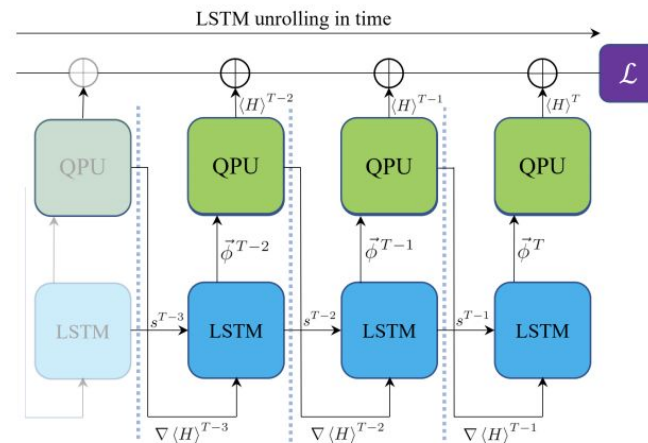 LSTM unrolling in time
ℒ
⟨H⟩^{T−2} ⟨H⟩^{T−1} ⟨H⟩^{T}
QPU QPU QPU QPU
ϕ⃗^{T−2} ϕ⃗^{T−1} ϕ⃗^{T}
LSTM s^{T−3} LSTM s^{T−2} LSTM s^{T−1} LSTM
∇⟨H⟩^{T−3} ∇⟨H⟩^{T−2} ∇⟨H⟩^{T−1}